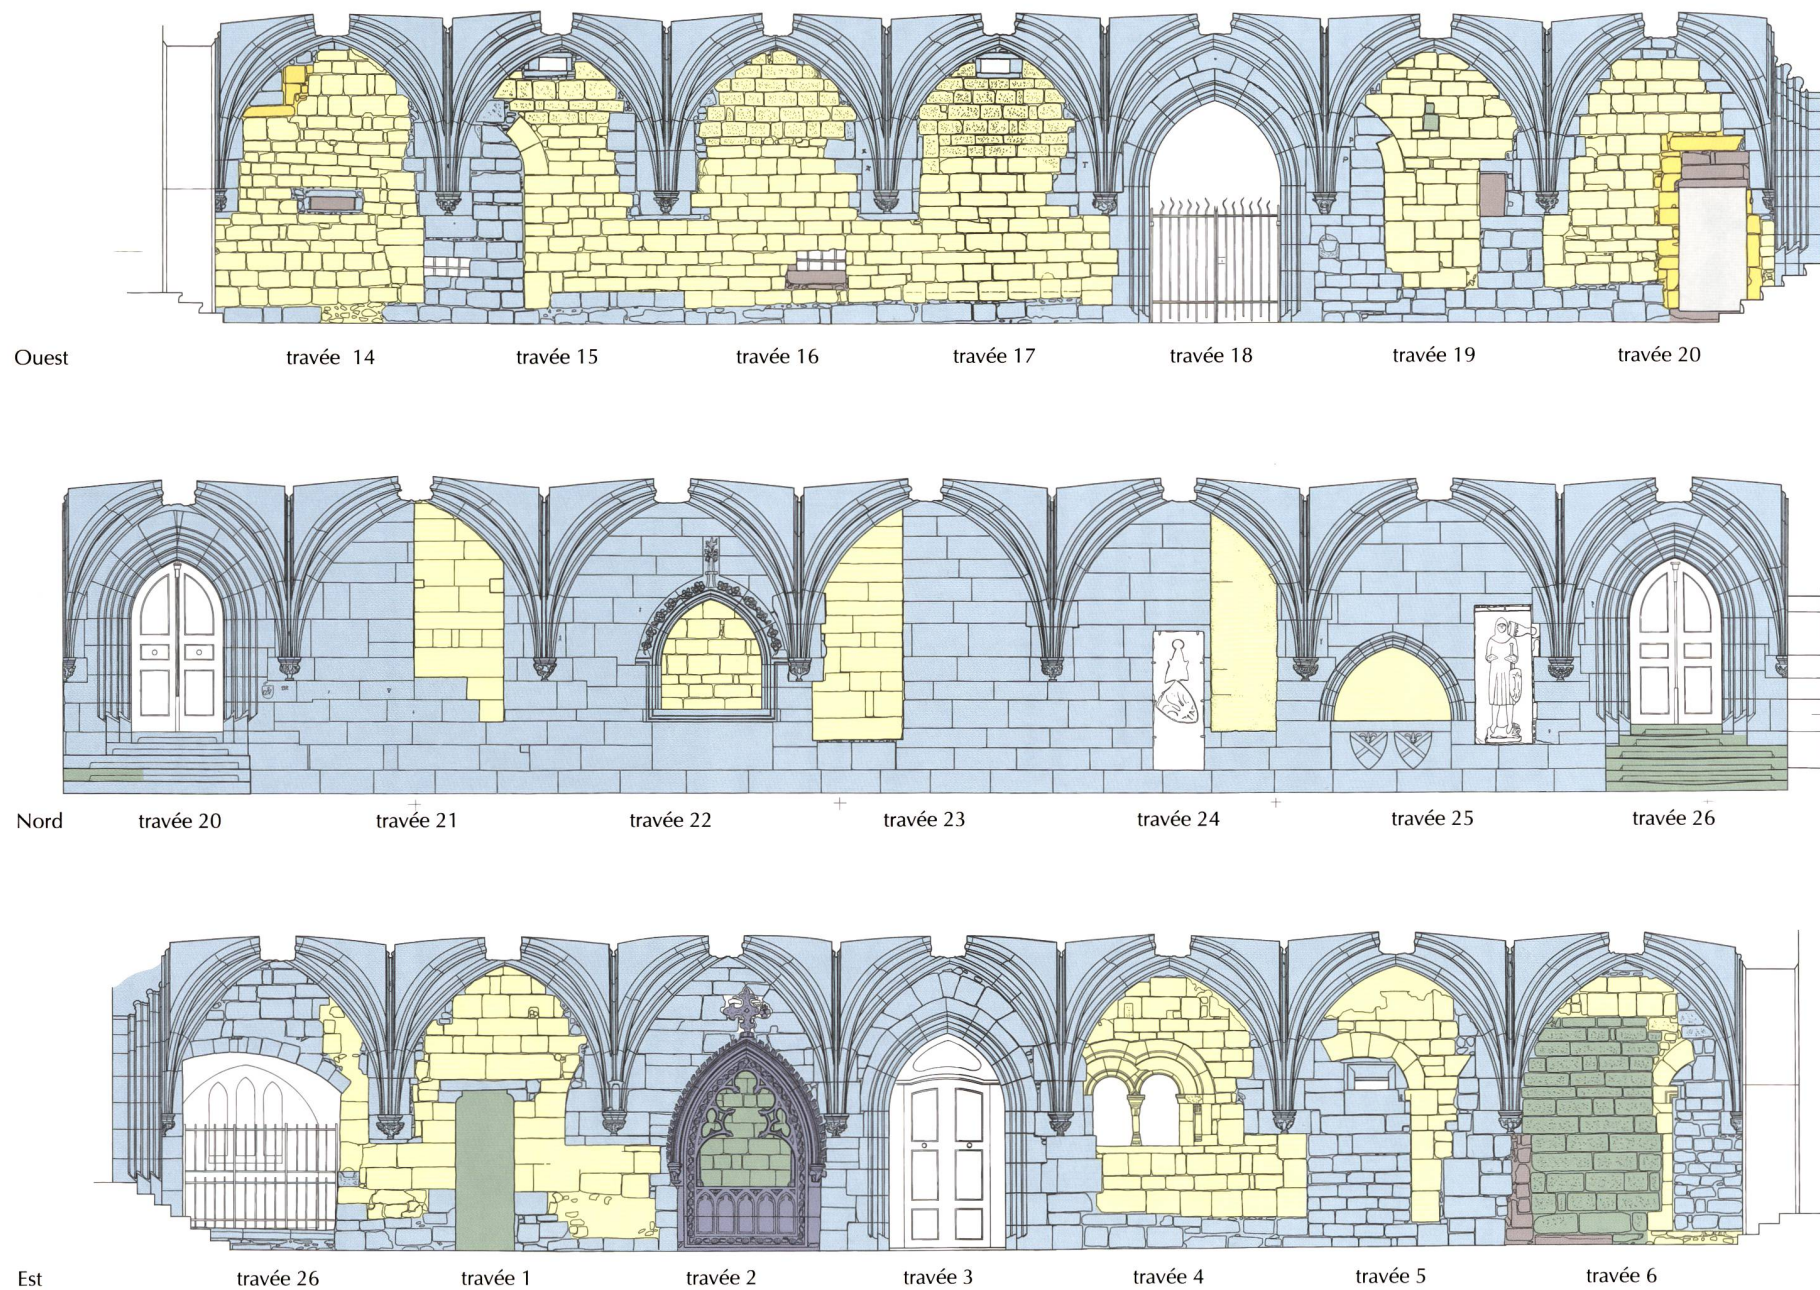 Ouest travée 14 travée 15 travée 16 travée 17 travée 18 travée 19 travée 20
Nord travée 20 travée 21 travée 22 travée 23 travée 24 travée 25 travée 26
Est travée 26 travée 1 travée 2 travée 3 travée 4 travée 5 travée 6